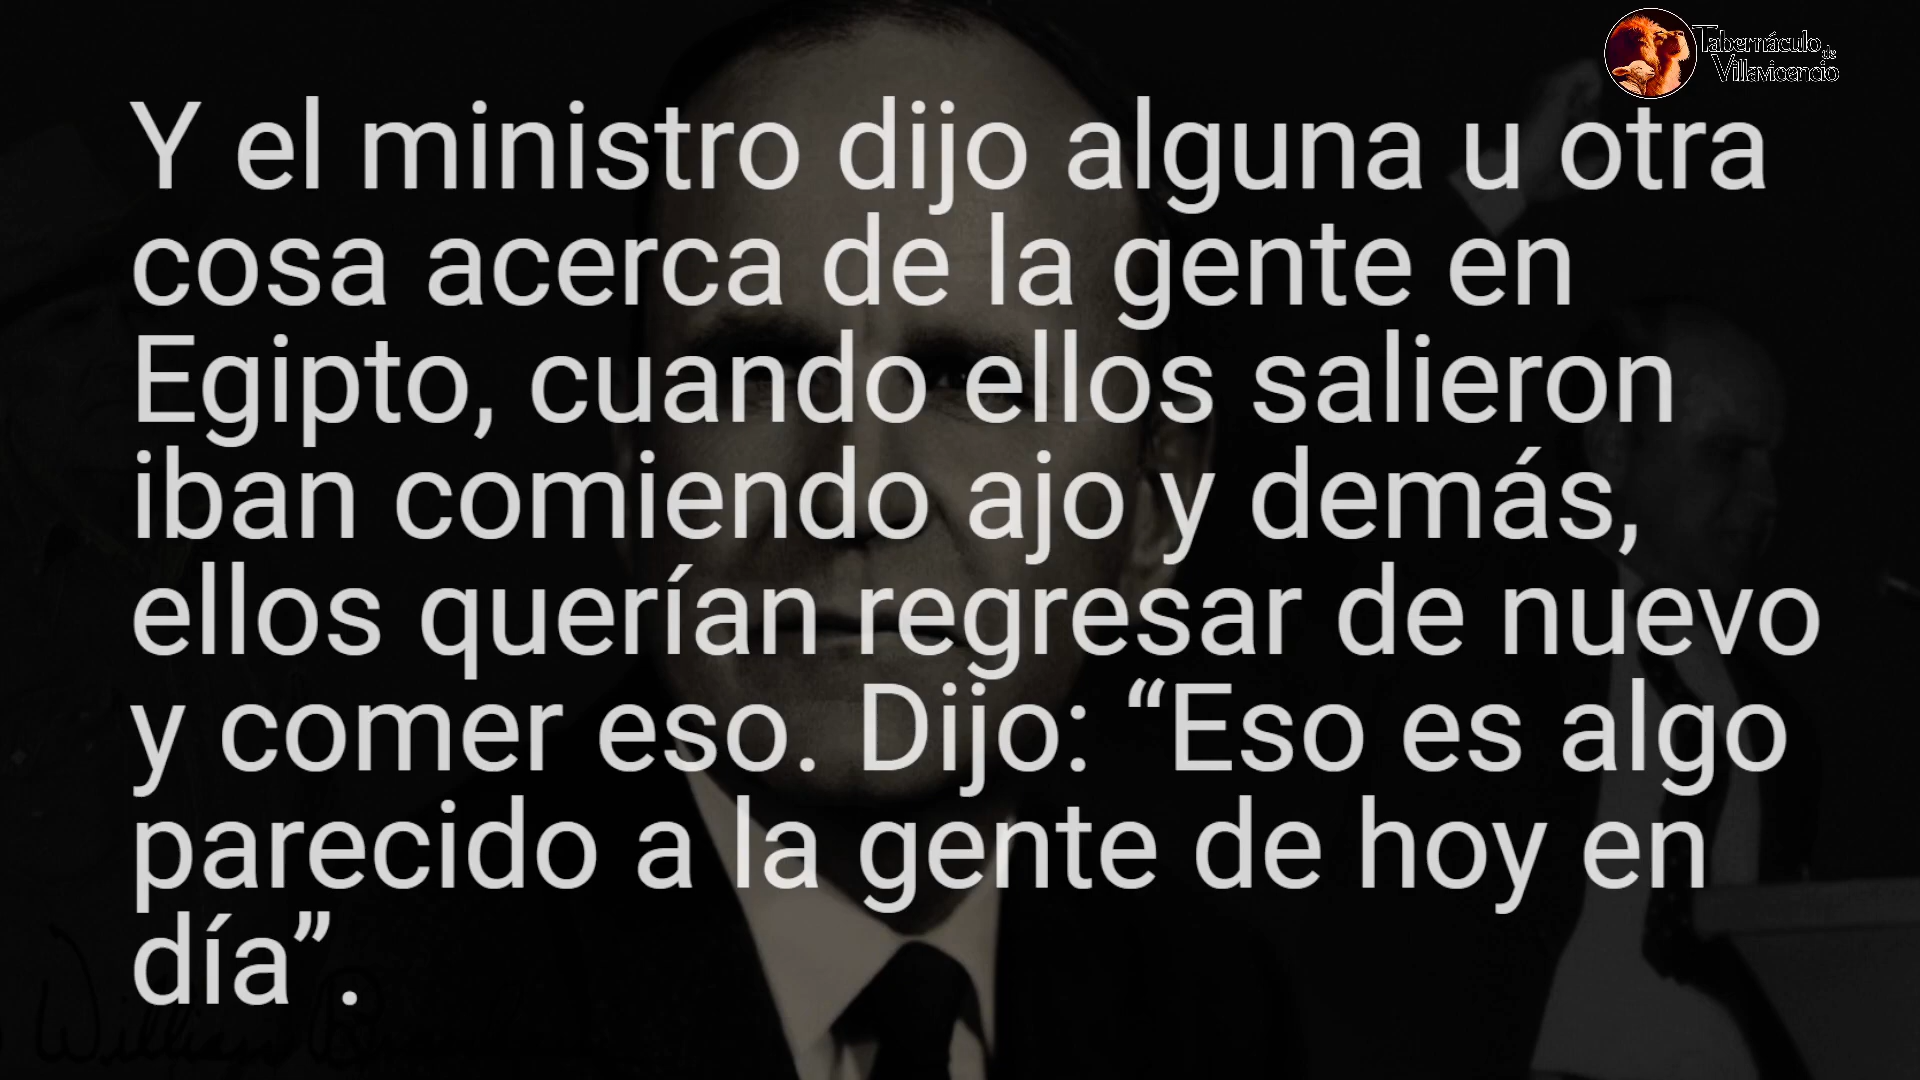 Tabernáculo de
Villavicencio
Y el ministro dijo alguna u otra
cosa acerca de la gente en
Egipto, cuando ellos salieron
iban comiendo ajo y demás,
ellos querían regresar de nuevo
y comer eso. Dijo: “Eso es algo
parecido a la gente de hoy en
día”.
William